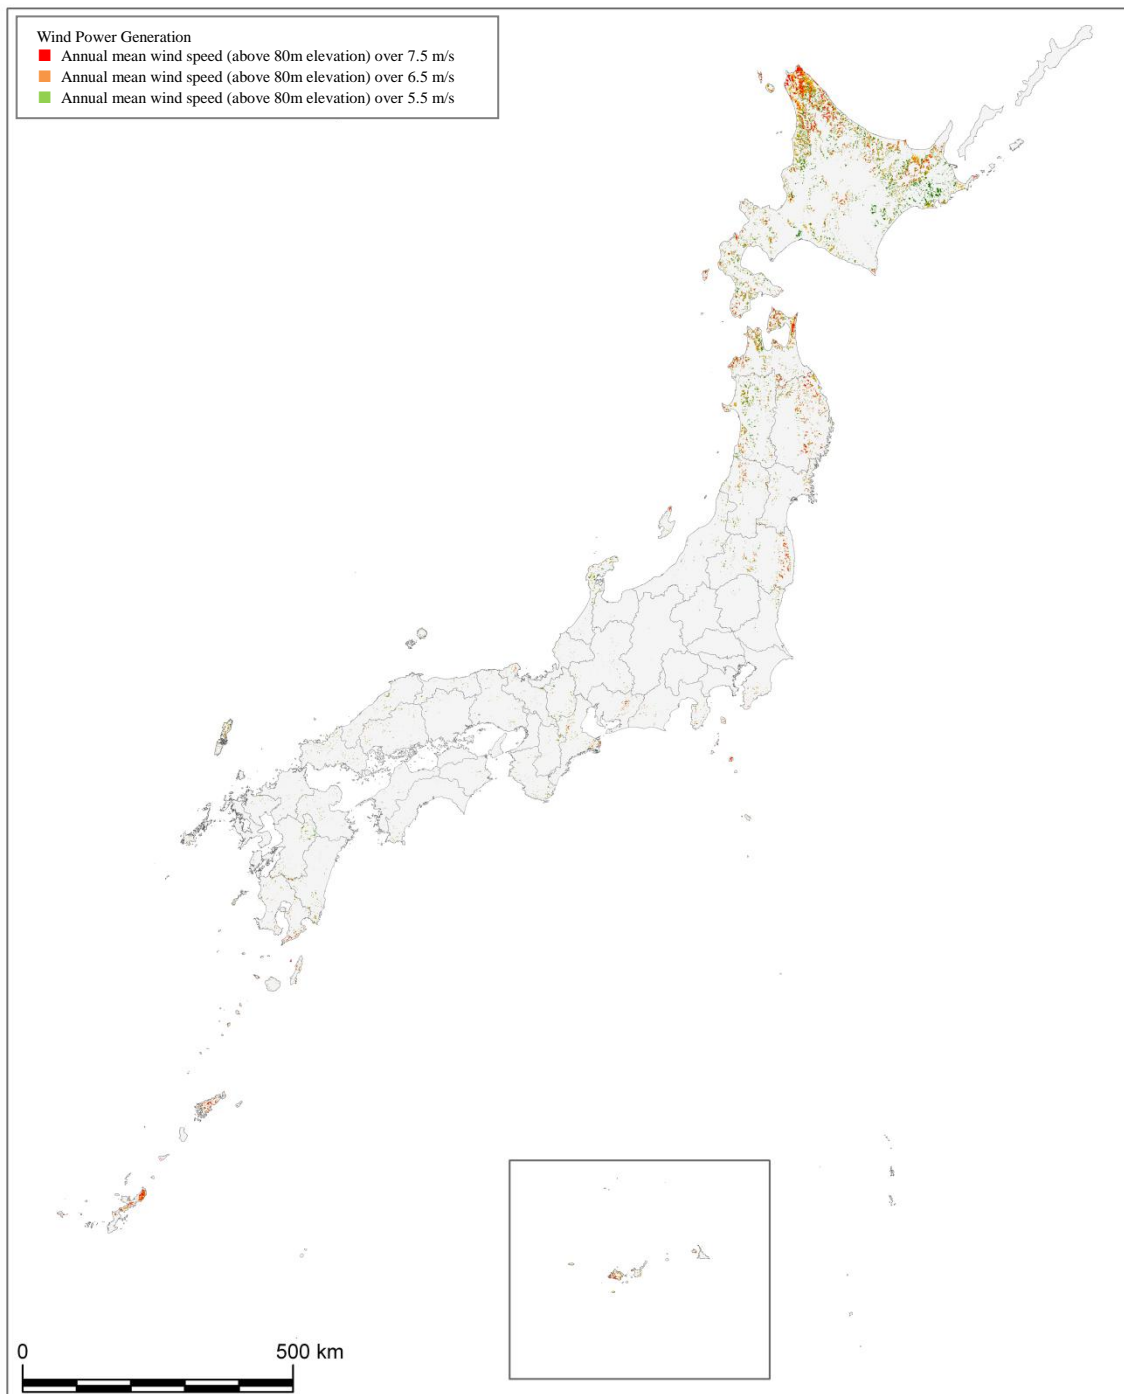 Wind Power Generation
Annual mean wind speed (above 80m elevation) over 7.5 m/s
Annual mean wind speed (above 80m elevation) over 6.5 m/s
Annual mean wind speed (above 80m elevation) over 5.5 m/s
0 500 km